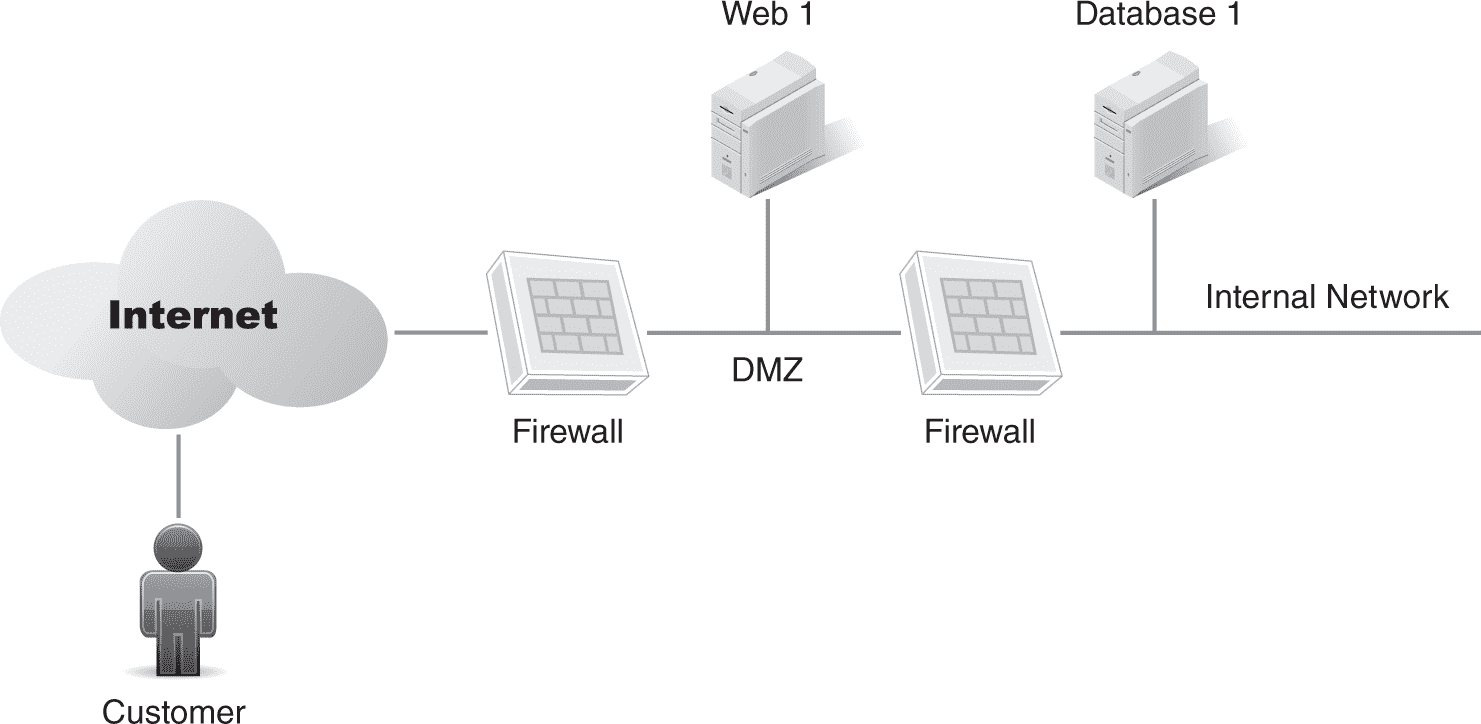 Web 1
Database 1
Internet
Internal Network
DMZ
Firewall
Firewall
Customer